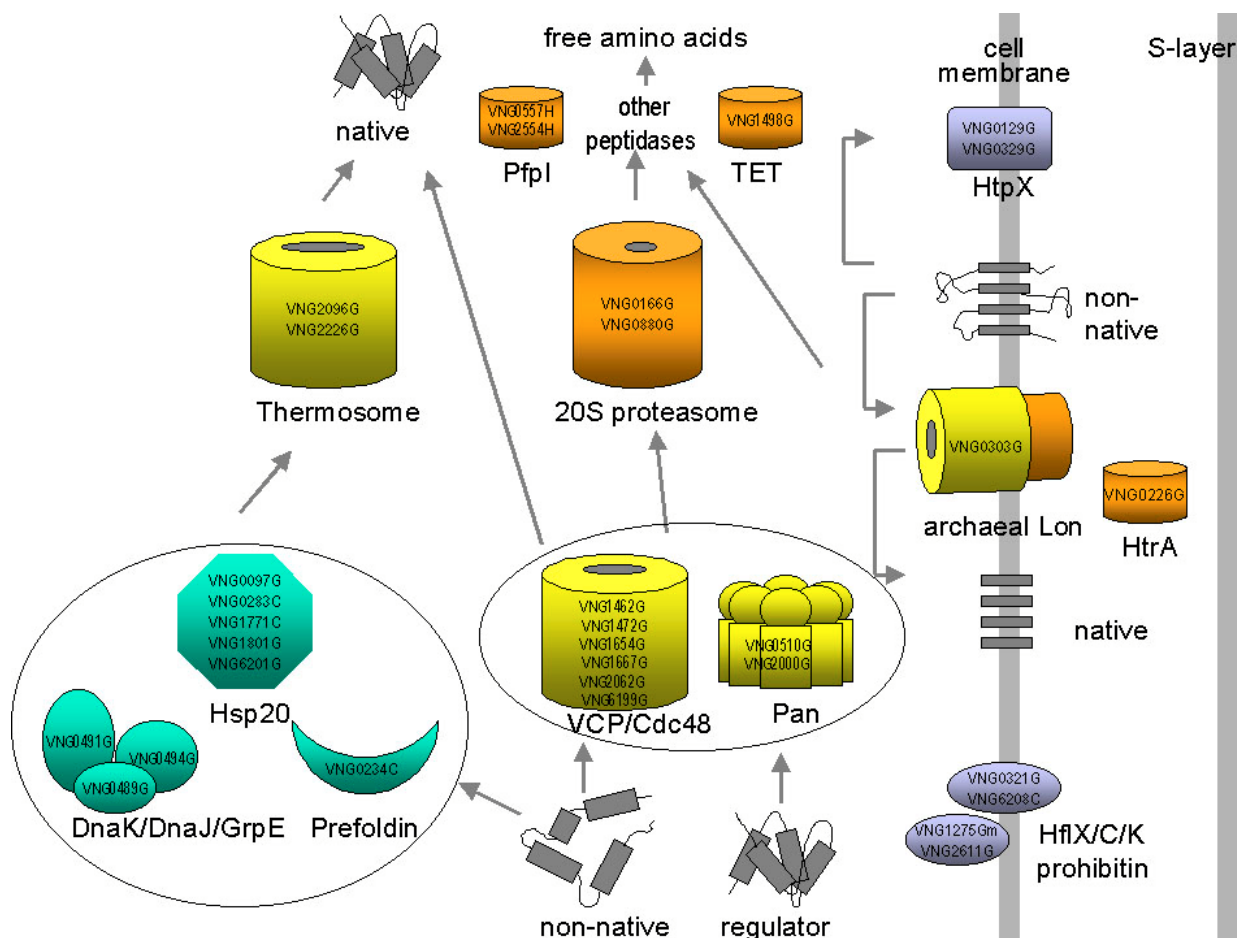 free amino acids
cell
membrane
S-layer
native
VNG0557H
VNG2554H
PfpI
other
peptidases
VNG1498G
TET
VNG0129G
VNG0329G
HtpX
VNG2096G
VNG2226G
Thermosome
VNG0166G
VNG0880G
20S proteasome
non-
native
VNG0303G
archaeal Lon
VNG0226G
HtrA
VNG0097G
VNG0283C
VNG1771C
VNG1801G
VNG6201G
Hsp20
VNG0491G
VNG0494G
VNG0489G
DnaK/DnaJ/GrpE
VNG0234C
Prefoldin
VNG1462G
VNG1472G
VNG1654G
VNG1667G
VNG2062G
VNG6199G
VCP/Cdc48
VNG0510G
VNG2000G
Pan
native
VNG0321G
VNG6208C
VNG1275Gm
VNG2611G
HflX/C/K
prohibitin
non-native
regulator